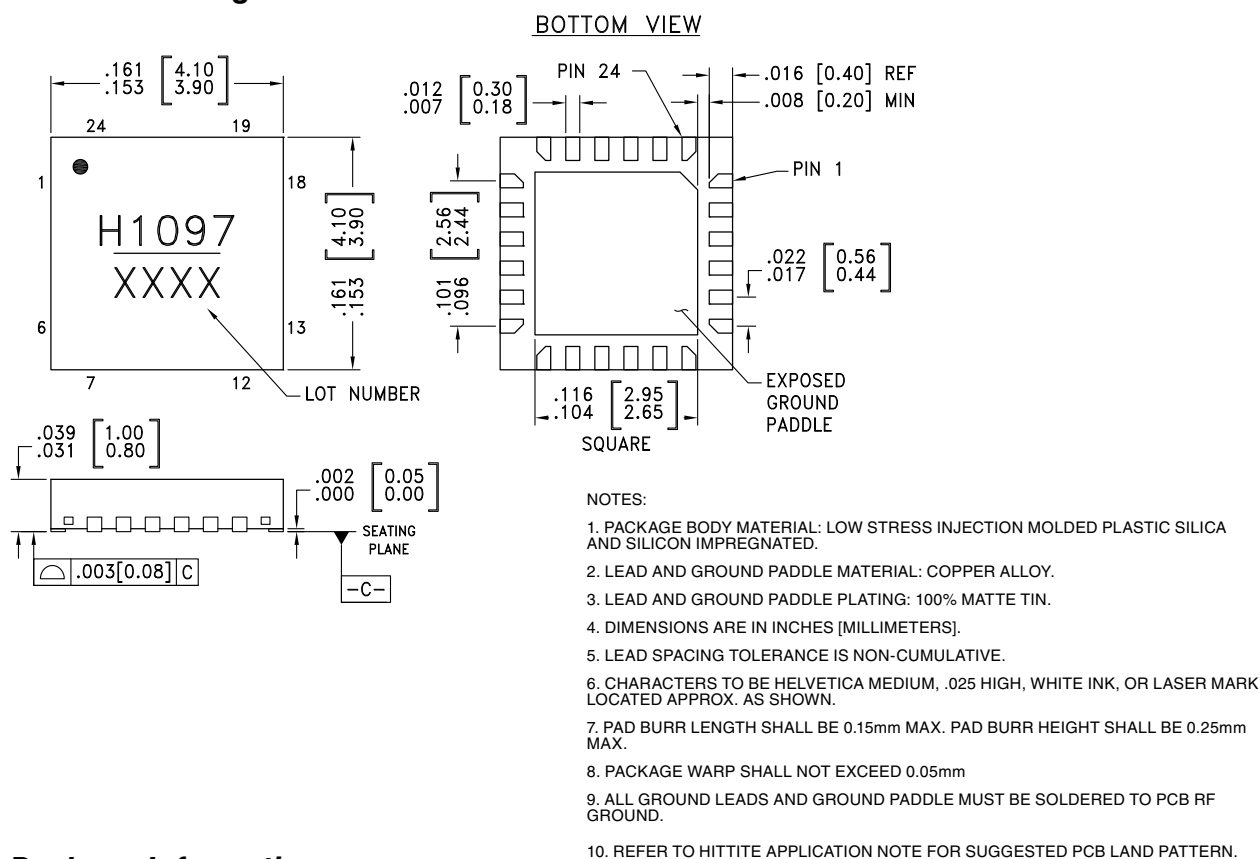 BOTTOM VIEW
.161 [4.10]
.153 [3.90]
24
19
1
18
H1097
XXXX
6
13
7
12
LOT NUMBER
4.10
3.90
.161
.153
.012 [0.30]
.007 [0.18]
PIN 24
.016 [0.40] REF
.008 [0.20] MIN
PIN 1
2.56
2.44
.101
.096
.022 [0.56]
.017 [0.44]
.116 [2.95]
.104 [2.65]
SQUARE
EXPOSED
GROUND
PADDLE
.039 [1.00]
.031 [0.80]
.002 [0.05]
.000 [0.00]
SEATING
PLANE
.003[0.08] C
-C-
NOTES:
1. PACKAGE BODY MATERIAL: LOW STRESS INJECTION MOLDED PLASTIC SILICA
AND SILICON IMPREGNATED.
2. LEAD AND GROUND PADDLE MATERIAL: COPPER ALLOY.
3. LEAD AND GROUND PADDLE PLATING: 100% MATTE TIN.
4. DIMENSIONS ARE IN INCHES [MILLIMETERS].
5. LEAD SPACING TOLERANCE IS NON-CUMULATIVE.
6. CHARACTERS TO BE HELVETICA MEDIUM, .025 HIGH, WHITE INK, OR LASER MARK
LOCATED APPROX. AS SHOWN.
7. PAD BURR LENGTH SHALL BE 0.15mm MAX. PAD BURR HEIGHT SHALL BE 0.25mm
MAX.
8. PACKAGE WARP SHALL NOT EXCEED 0.05mm
9. ALL GROUND LEADS AND GROUND PADDLE MUST BE SOLDERED TO PCB RF
GROUND.
10. REFER TO HITTITE APPLICATION NOTE FOR SUGGESTED PCB LAND PATTERN.